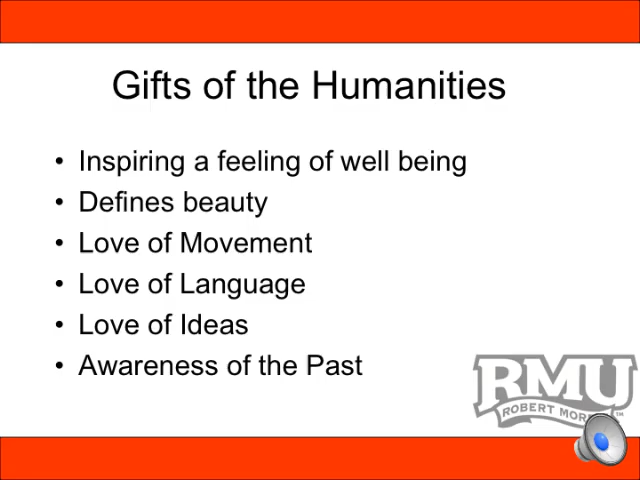 Gifts of the Humanities
• Inspiring a feeling of well being
• Defines beauty
• Love of Movement
• Love of Language
• Love of Ideas
• Awareness of the Past
RMU
ROBERT
™